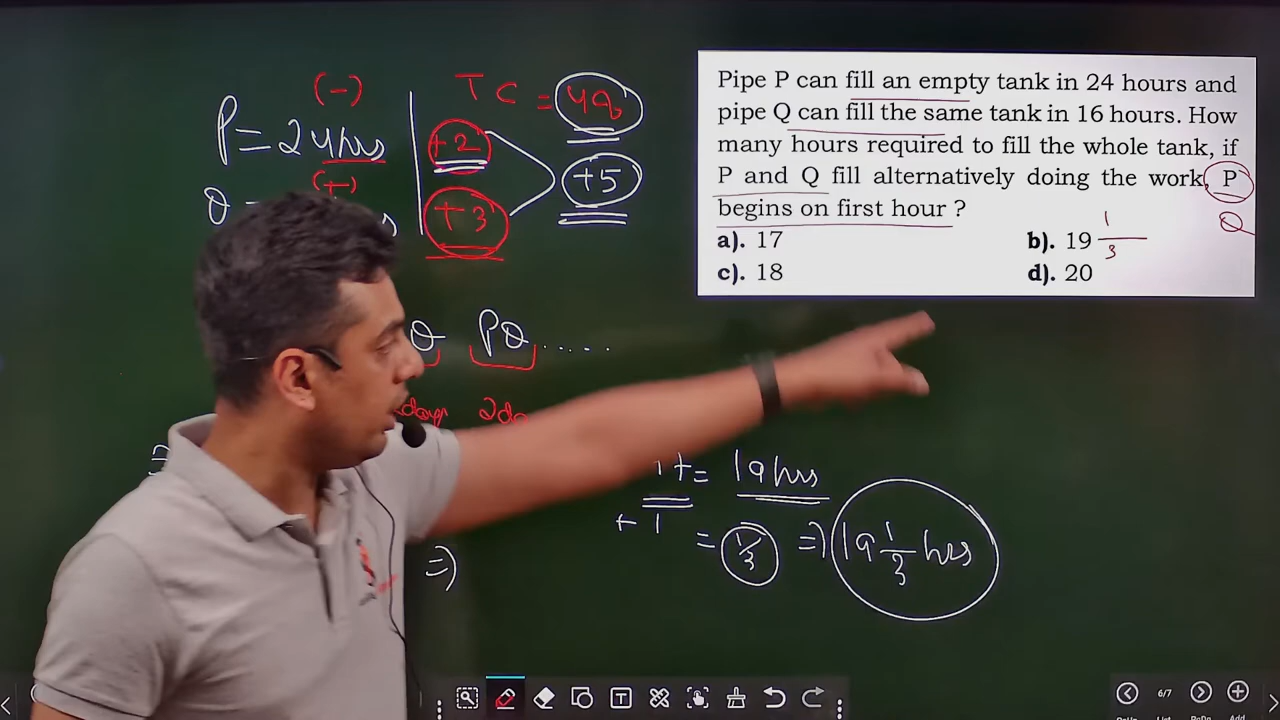 Pipe P can fill an empty tank in 24 hours and
pipe Q can fill the same tank in 16 hours. How
many hours required to fill the whole tank, if
P and Q fill alternatively doing the work, P
begins on first hour ?
Q
a). 17
b). 19 1/3
c). 18
d). 20
(-)
P = 24hrs
(+)
Q =
TC = 48
+2
+3
+5
Q PQ .....
2d
= 19hrs
+ 1
= 1/3 ⇒ 19 1/3 hrs
⇒)
6/7
Add